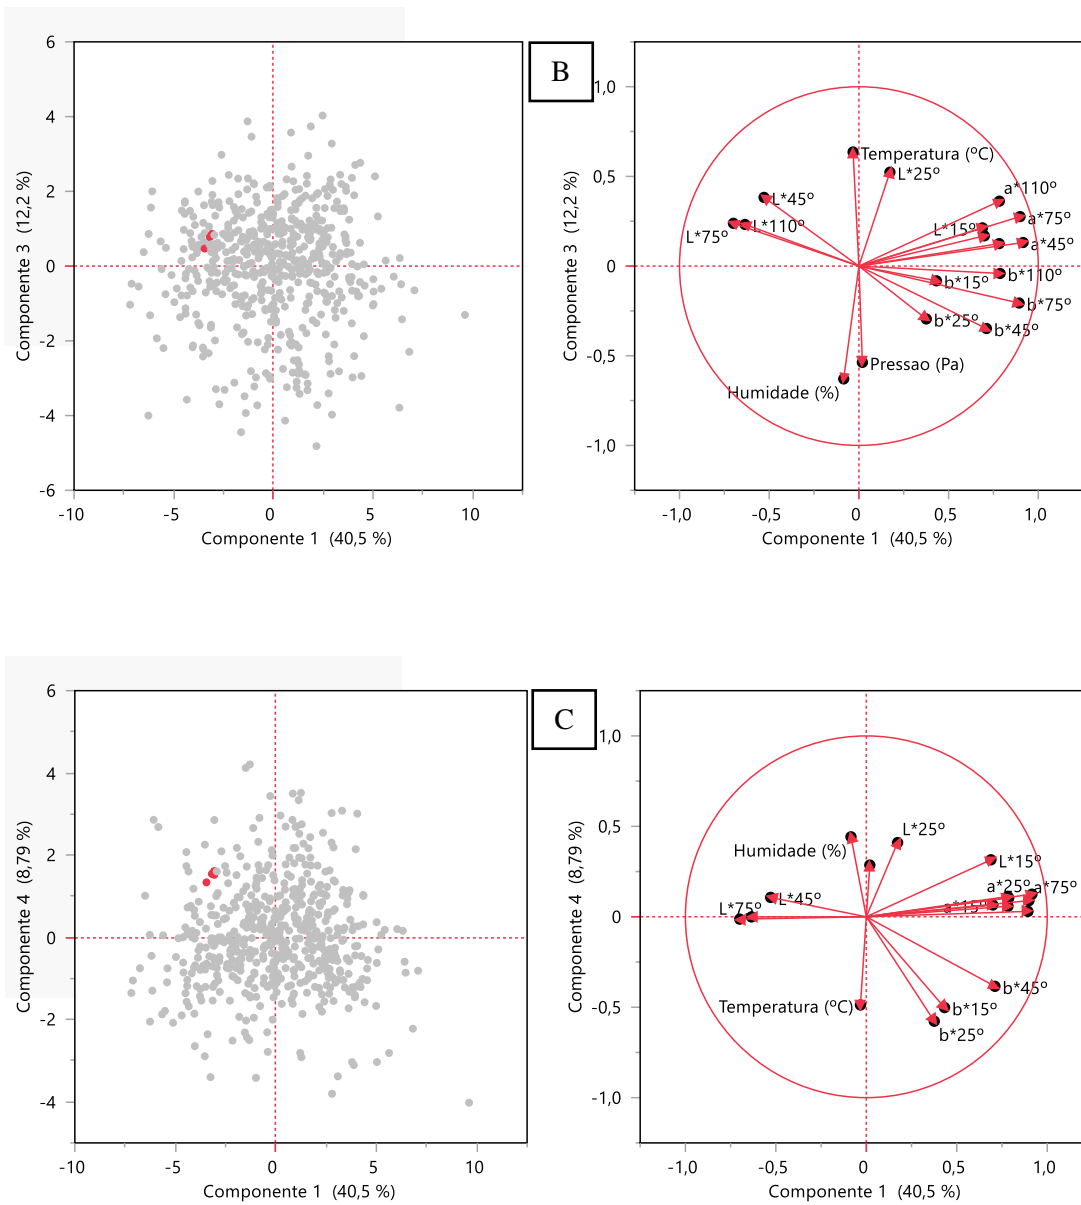 B
6
4
2
0
-2
-4
-6
-10
-5
0
5
10
Componente 3 (12,2 %)
Componente 1 (40,5 %)
1,0
0,5
0
-0,5
-1,0
-1,0
-0,5
0
0,5
1,0
Componente 3 (12,2 %)
Componente 1 (40,5 %)
Temperatura (ºC)
L*25º
L*45º
a*110º
L*110º
L*75º
L*15º
a*75º
a*45º
b*110º
b*15º
b*75º
b*25º
b*45º
Pressao (Pa)
Humidade (%)
C
6
4
2
0
-2
-4
-10
-5
0
5
10
Componente 4 (8,79 %)
Componente 1 (40,5 %)
1,0
0,5
0
-0,5
-1,0
-1,0
-0,5
0
0,5
1,0
Componente 4 (8,79 %)
Componente 1 (40,5 %)
L*25º
Humidade (%)
L*15º
a*25º
a*75º
L*45º
L*75º
a*15º
Temperatura (ºC)
b*45º
b*15º
b*25º